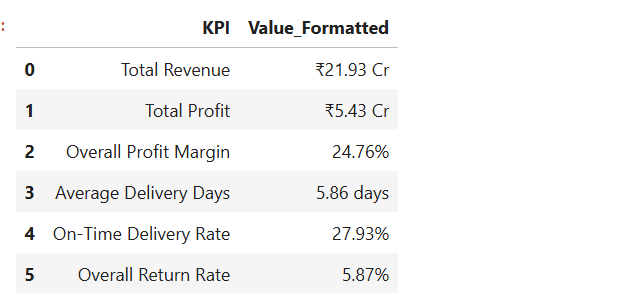 KPI Value_Formatted
0 Total Revenue ₹21.93 Cr
1 Total Profit ₹5.43 Cr
2 Overall Profit Margin 24.76%
3 Average Delivery Days 5.86 days
4 On-Time Delivery Rate 27.93%
5 Overall Return Rate 5.87%